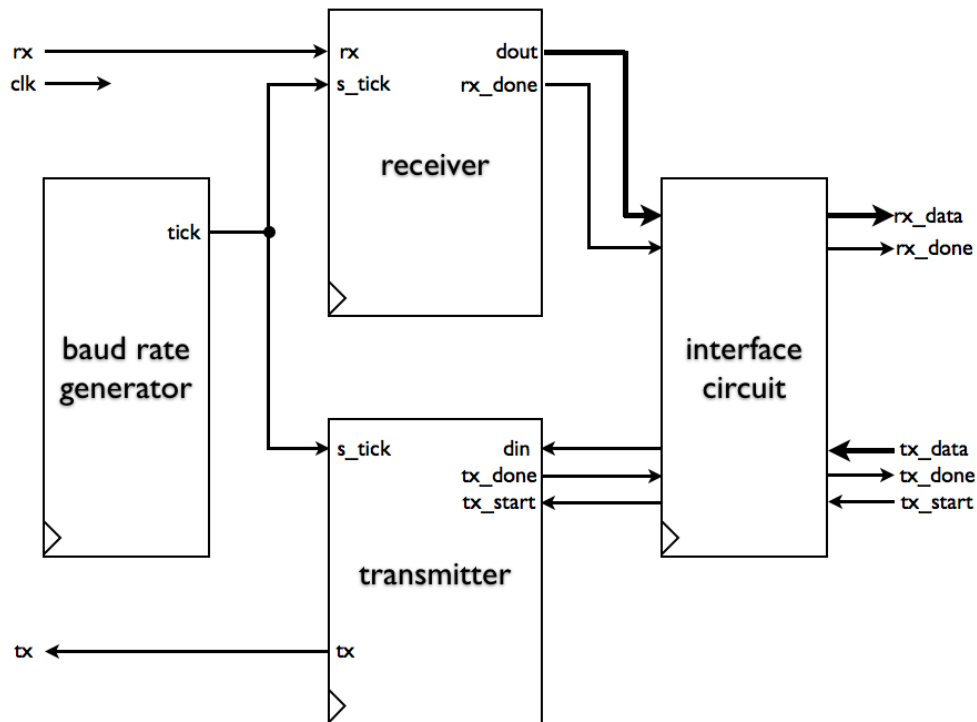 rx
clk
rx
s_tick
dout
rx_done
receiver
tick
baud rate
generator
interface
circuit
rx_data
rx_done
s_tick
din
tx_done
tx_start
transmitter
tx
tx_data
tx_done
tx_start
tx